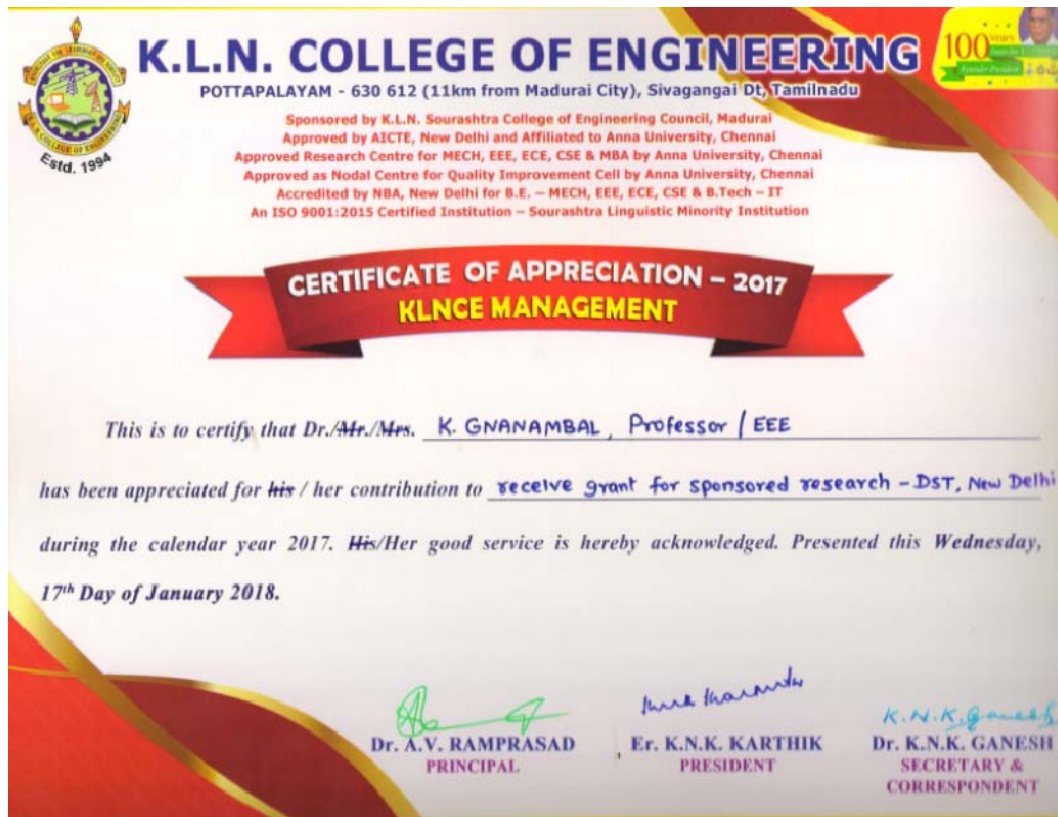 K.L.N. COLLEGE OF ENGINEERING
POTTAPALAYAM - 630 612 (11km from Madurai City), Sivagangai Dt, Tamilnadu
Sponsored by K.L.N. Sourashtra College of Engineering Council, Madurai
Approved by AICTE, New Delhi and Affiliated to Anna University, Chennai
Approved Research Centre for MECH, EEE, ECE, CSE & MBA by Anna University, Chennai
Approved as Nodal Centre for Quality Improvement Cell by Anna University, Chennai
Accredited by NBA, New Delhi for B.E. – MECH, EEE, ECE, CSE & B.Tech – IT
An ISO 9001:2015 Certified Institution – Sourashtra Linguistic Minority Institution
Estd. 1994
100 Years
Founder President
CERTIFICATE OF APPRECIATION – 2017
KLNCE MANAGEMENT
This is to certify that Dr./Mr./Mrs. K. GNANAMBAL, Professor / EEE
has been appreciated for his / her contribution to receive grant for sponsored research - DST, New Delhi
during the calendar year 2017. His/Her good service is hereby acknowledged. Presented this Wednesday,
17th Day of January 2018.
K.N.K. Ganesh
Dr. A.V. RAMPRASAD Er. K.N.K. KARTHIK Dr. K.N.K. GANESH
PRINCIPAL PRESIDENT SECRETARY &
CORRESPONDENT